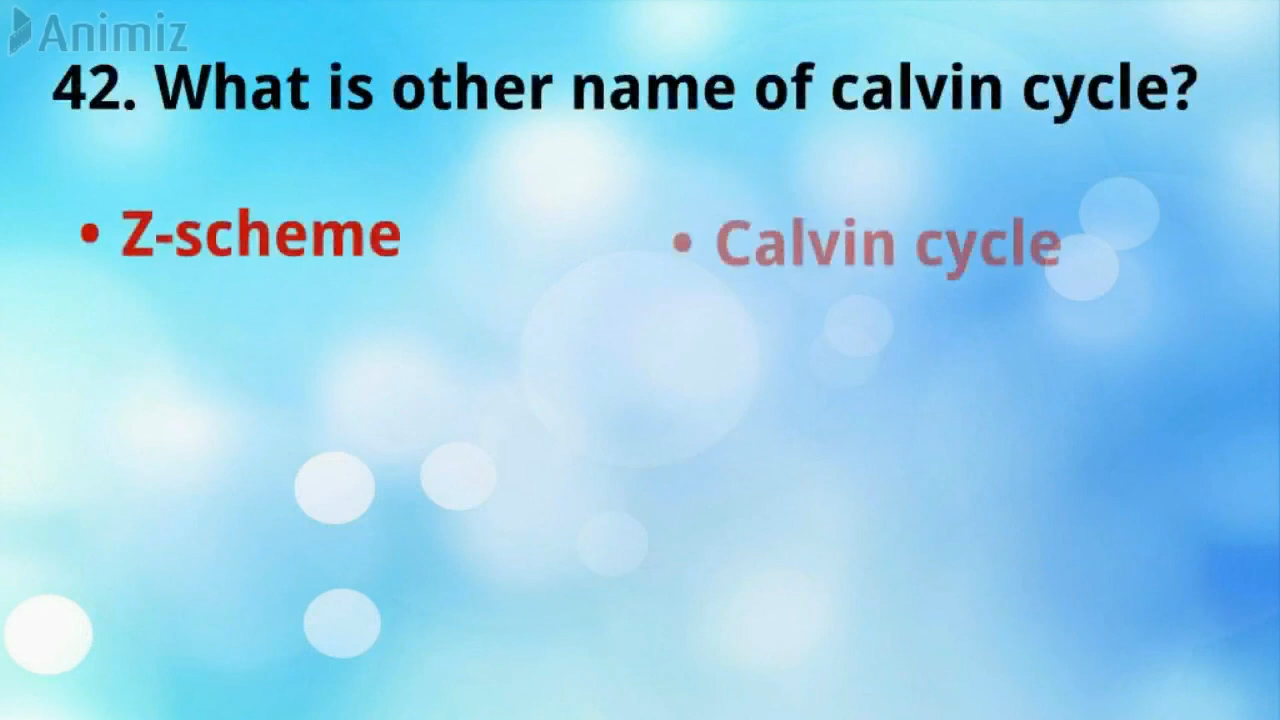 Animiz
42. What is other name of calvin cycle?
• Z-scheme
• Calvin cycle